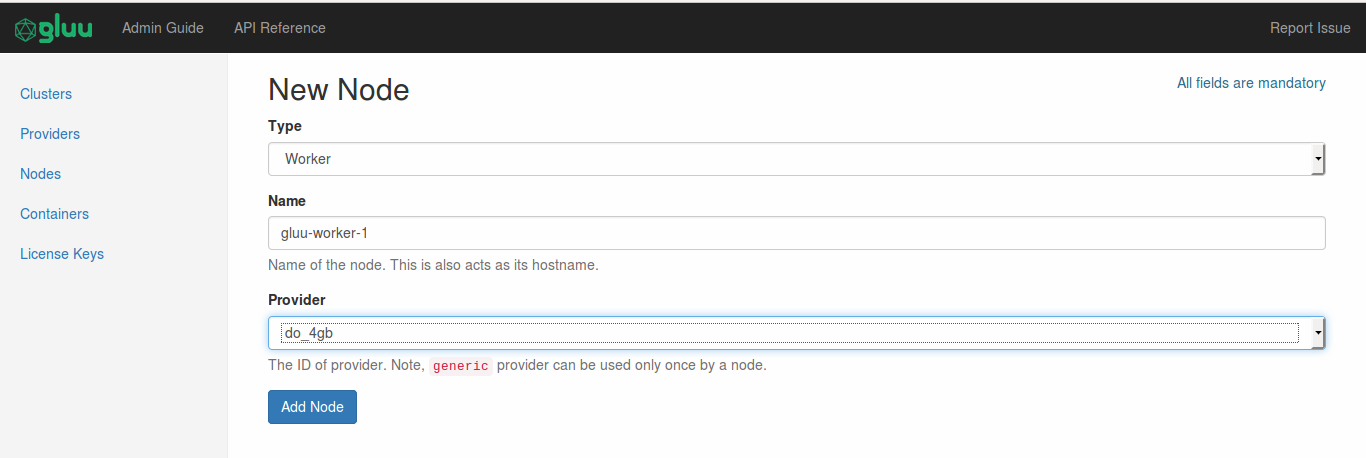 gluu Admin Guide API Reference Report Issue
Clusters
Providers
Nodes
Containers
License Keys
New Node
All fields are mandatory
Type
Worker
Name
gluu-worker-1
Name of the node. This is also acts as its hostname.
Provider
do_4gb
The ID of provider. Note, generic provider can be used only once by a node.
Add Node